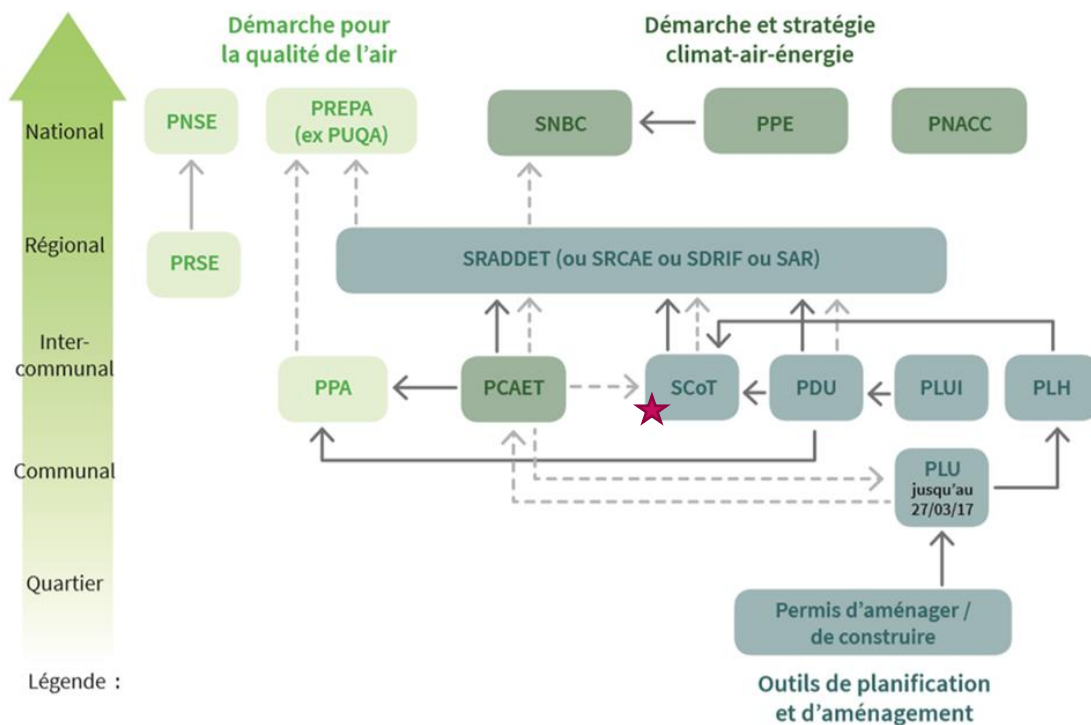 Démarche pour
la qualité de l'air
Démarche et stratégie
climat-air-énergie
National
PNSE
PREPA
(ex PUQA)
SNBC
PPE
PNACC
Régional
PRSE
SRADDET (ou SRCAE ou SDRIF ou SAR)
Inter-
communal
PPA
PCAET
SCoT
PDU
PLUI
PLH
Communal
PLU
jusqu'au
27/03/17
Quartier
Permis d'aménager /
de construire
Légende :
Outils de planification
et d'aménagement